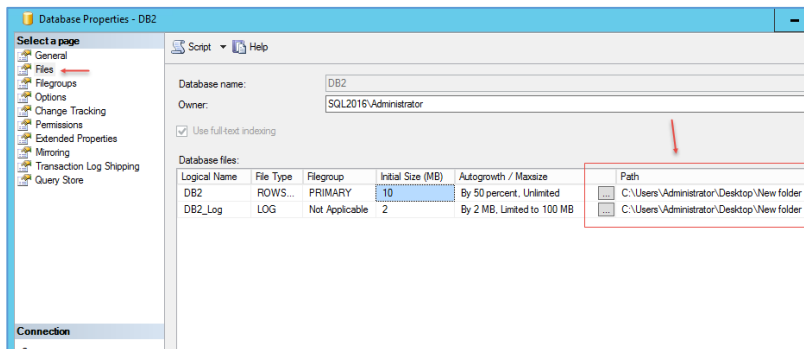 Database Properties - DB2
Select a page
General
Files
Filegroups
Options
Change Tracking
Permissions
Extended Properties
Mirroring
Transaction Log Shipping
Query Store
Connection
Script Help
Database name: DB2
Owner: SQL2016\Administrator
Use full-text indexing
Database files:
Logical Name File Type Filegroup Initial Size (MB) Autogrowth / Maxsize Path
DB2 ROWS... PRIMARY 10 By 50 percent, Unlimited ... C:\Users\Administrator\Desktop\New folder
DB2_Log LOG Not Applicable 2 By 2 MB, Limited to 100 MB ... C:\Users\Administrator\Desktop\New folder